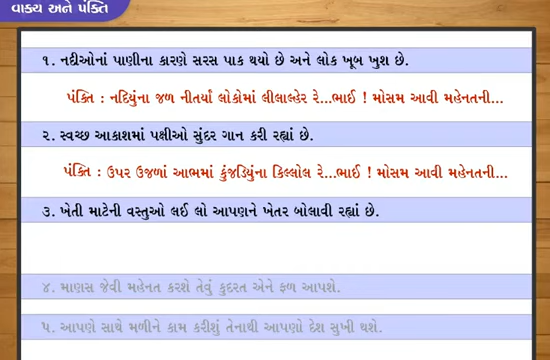 વાક્ય અને પંક્તિ
૧. નદીઓનાં પાણીના કારણે સરસ પાક થયો છે અને લોક ખૂબ ખુશ છે.
પંક્તિ : નદિયુંના જળ નીતર્યાં લોકોમાં લીલાલ્હેર રે...ભાઈ ! મોસમ આવી મહેનતની...
૨. સ્વચ્છ આકાશમાં પક્ષીઓ સુંદર ગાન કરી રહ્યાં છે.
પંક્તિ : ઉપર ઉજળાં આભમાં કુંજડિયુંના કિલ્લોલ રે...ભાઈ ! મોસમ આવી મહેનતની...
૩. ખેતી માટેની વસ્તુઓ લઈ લો આપણને ખેતર બોલાવી રહ્યાં છે.
૪. માણસ જેવી મહેનત કરશે તેવું કુદરત એને ફળ આપશે.
૫. આપણે સાથે મળીને કામ કરીશું તેનાથી આપણો દેશ સુખી થશે.